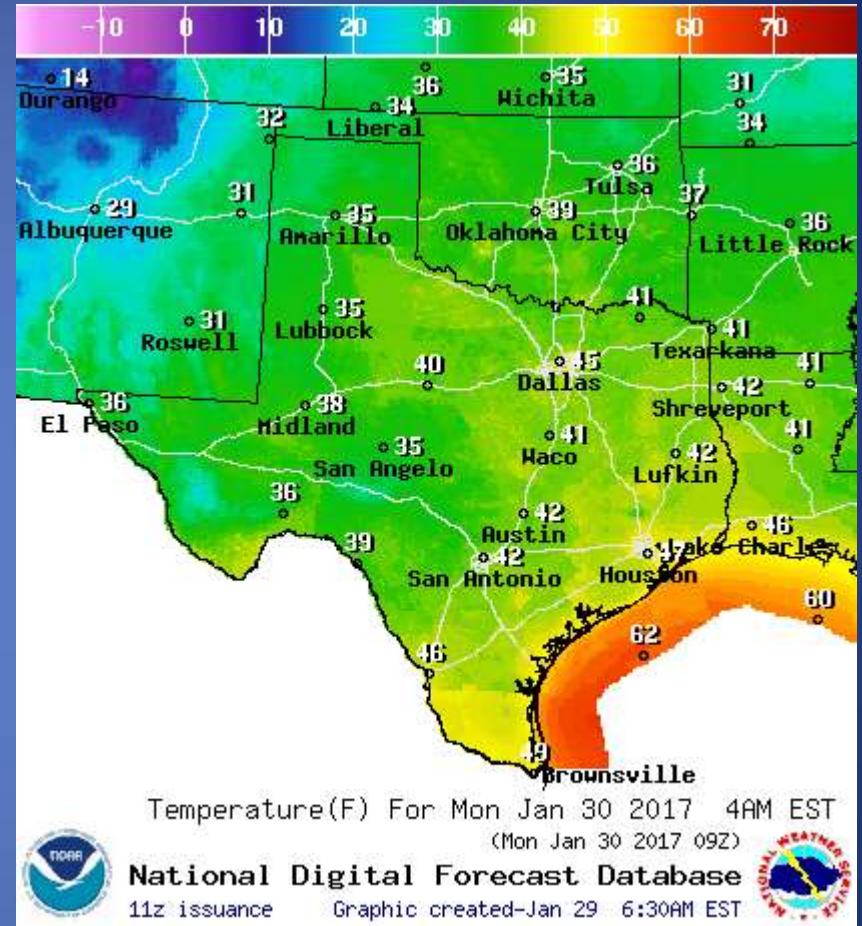 -10 0 10 20 30 40 50 60 70
14 36 35
Durango Wichita
34 31
Liberal
32 34
36
Tulsa
29 31 35 39 37 36
Albuquerque Amarillo Oklahoma City Little Rock
31 35 41 41
Roswell Lubbock Texarkana
40 45 42 41
Dallas Shreveport
36 38
El Paso Midland
35 41 42 41
San Angelo Waco Lufkin
36 42 46
Austin
39 42 47 Lake Charles
San Antonio Houston
60
62
46
49
Brownsville
Temperature(F) For Mon Jan 30 2017 4AM EST
(Mon Jan 30 2017 09Z)
NOAA
NATIONAL WEATHER SERVICE
National Digital Forecast Database
11z issuance Graphic created-Jan 29 6:30AM EST